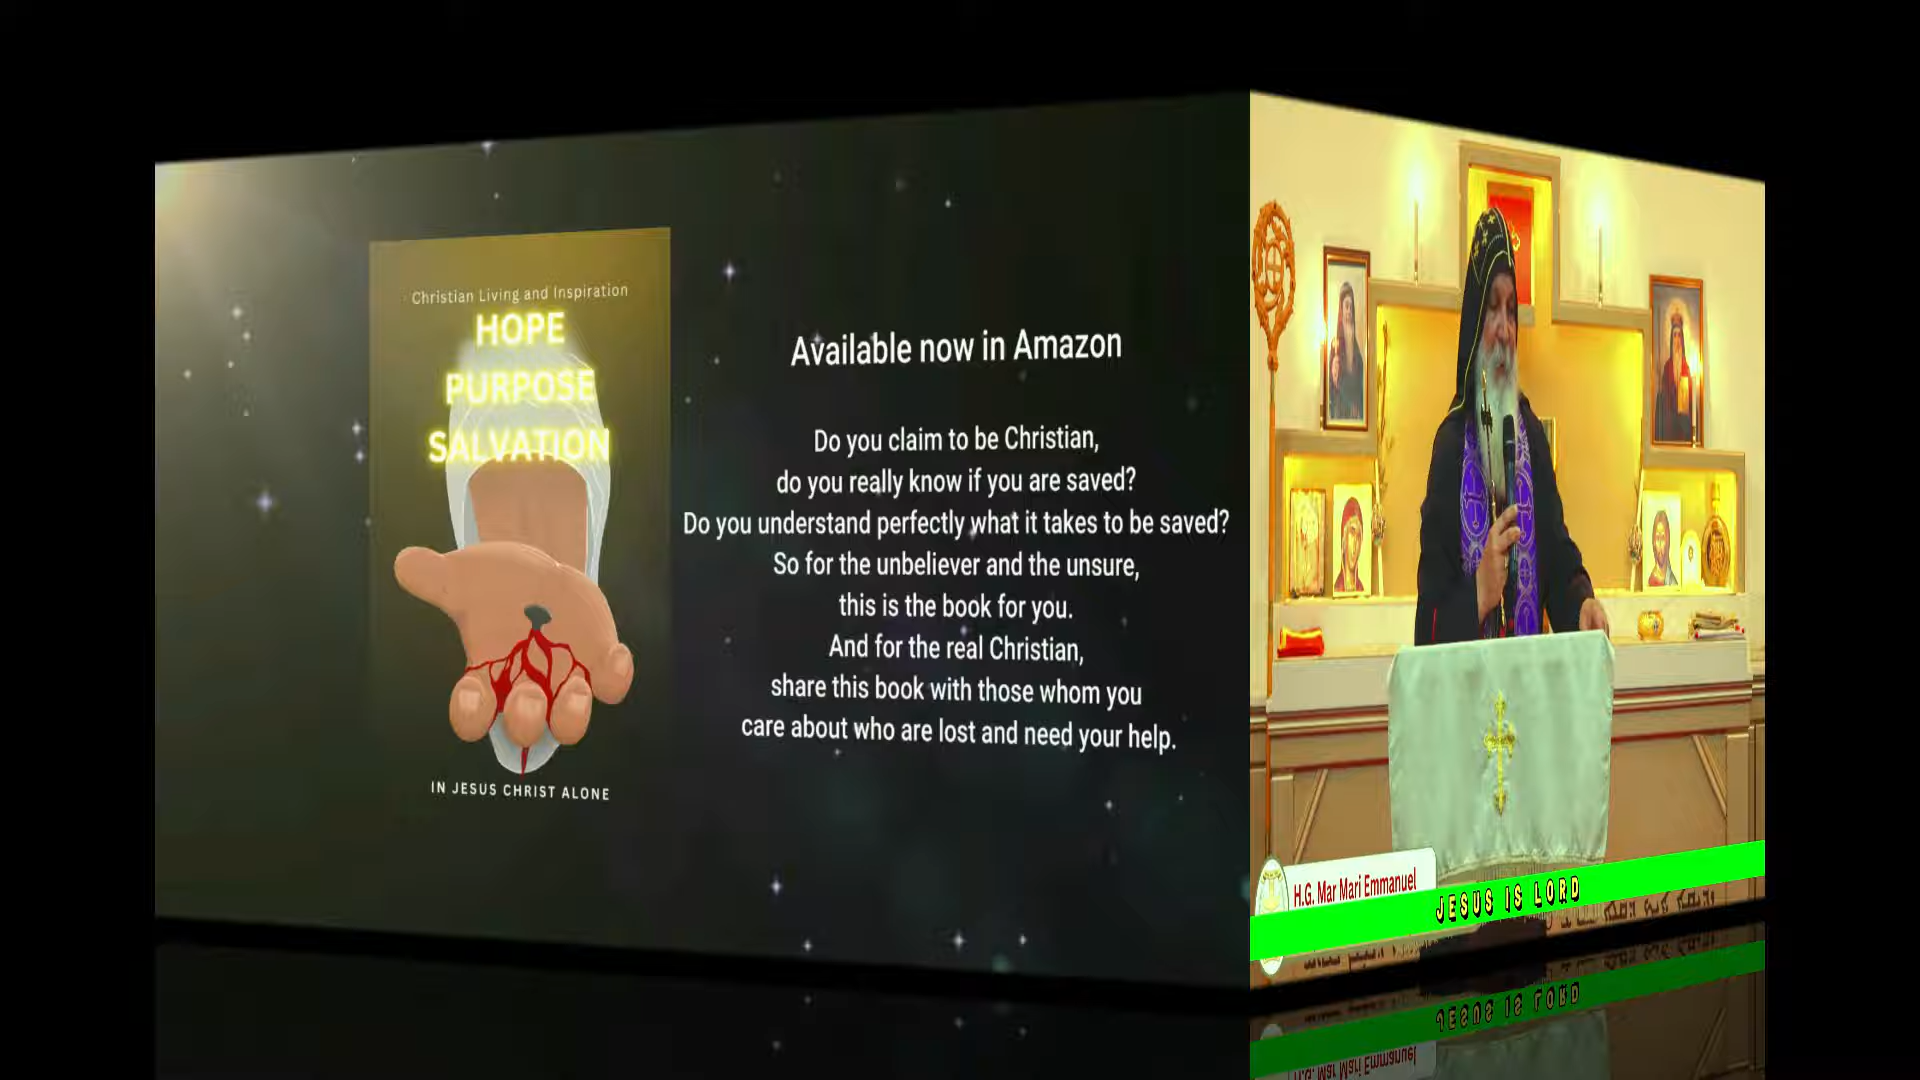 Christian Living and Inspiration
HOPE
PURPOSE
SALVATION
IN JESUS CHRIST ALONE
Available now in Amazon
Do you claim to be Christian,
do you really know if you are saved?
Do you understand perfectly what it takes to be saved?
So for the unbeliever and the unsure,
this is the book for you.
And for the real Christian,
share this book with those whom you
care about who are lost and need your help.
H.G. Mar Mari Emmanuel
JESUS IS LORD